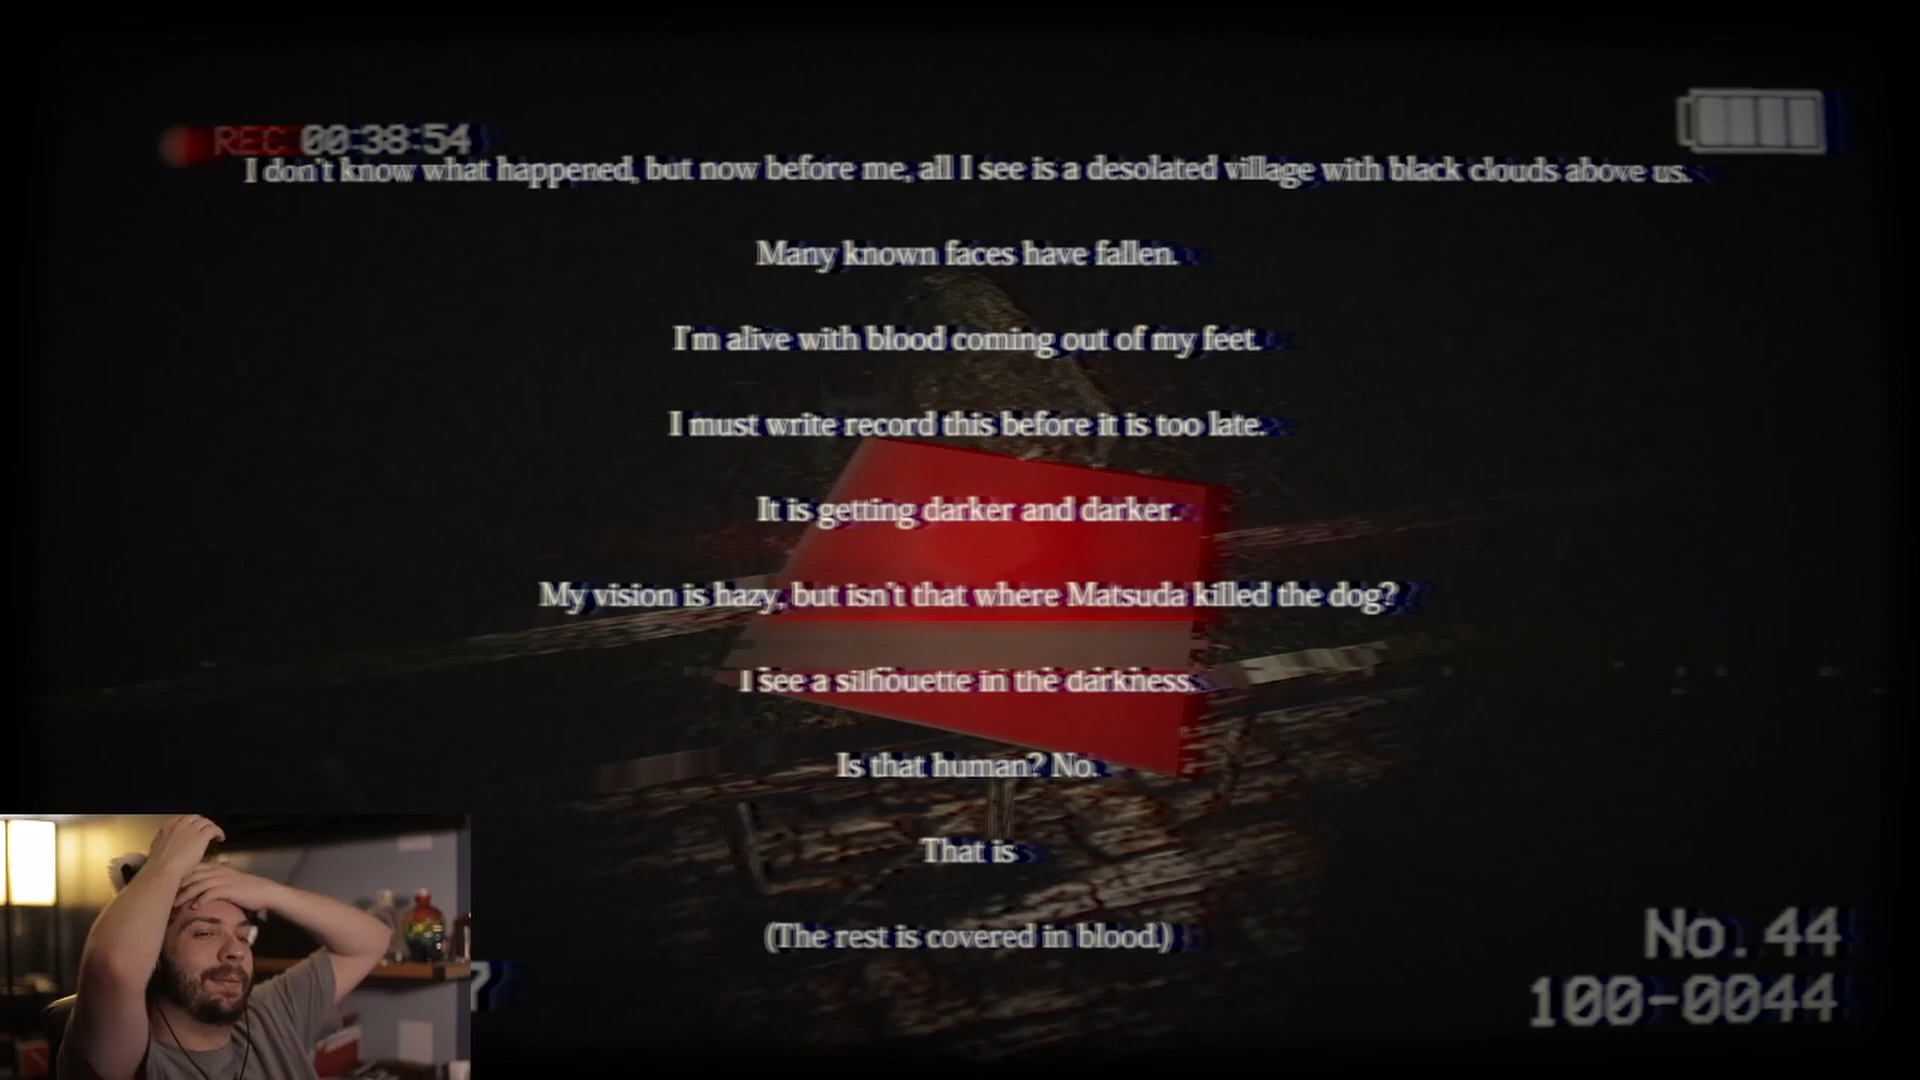 REC 00:38:54
I don't know what happened, but now before me, all I see is a desolated village with black clouds above us.
Many known faces have fallen.
I'm alive with blood coming out of my feet.
I must write record this before it is too late.
It is getting darker and darker.
My vision is hazy, but isn't that where Matsuda killed the dog?
I see a silhouette in the darkness.
Is that human? No.
That is
(The rest is covered in blood.)
No.44
100-0044